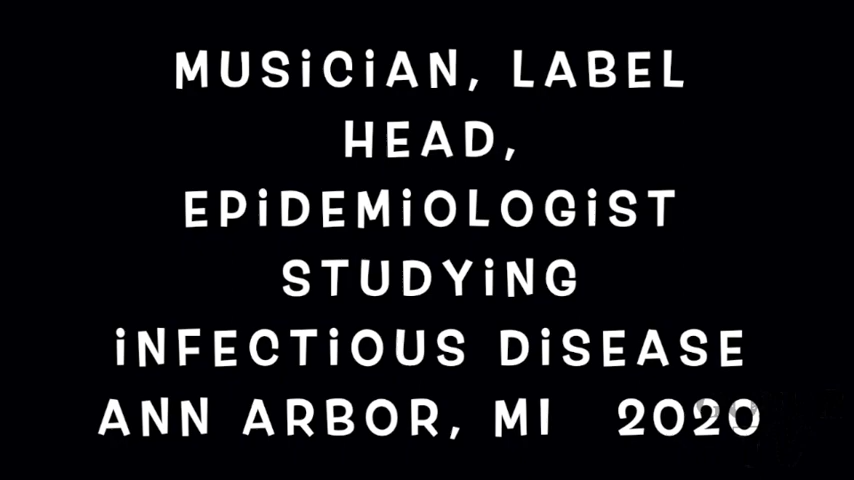 MUSiCiAN, LABEL
HEAD,
EPiDEMiOLOGiST
STUDYiNG
iNFECTiOUS DiSEASE
ANN ARBOR, MI 2020